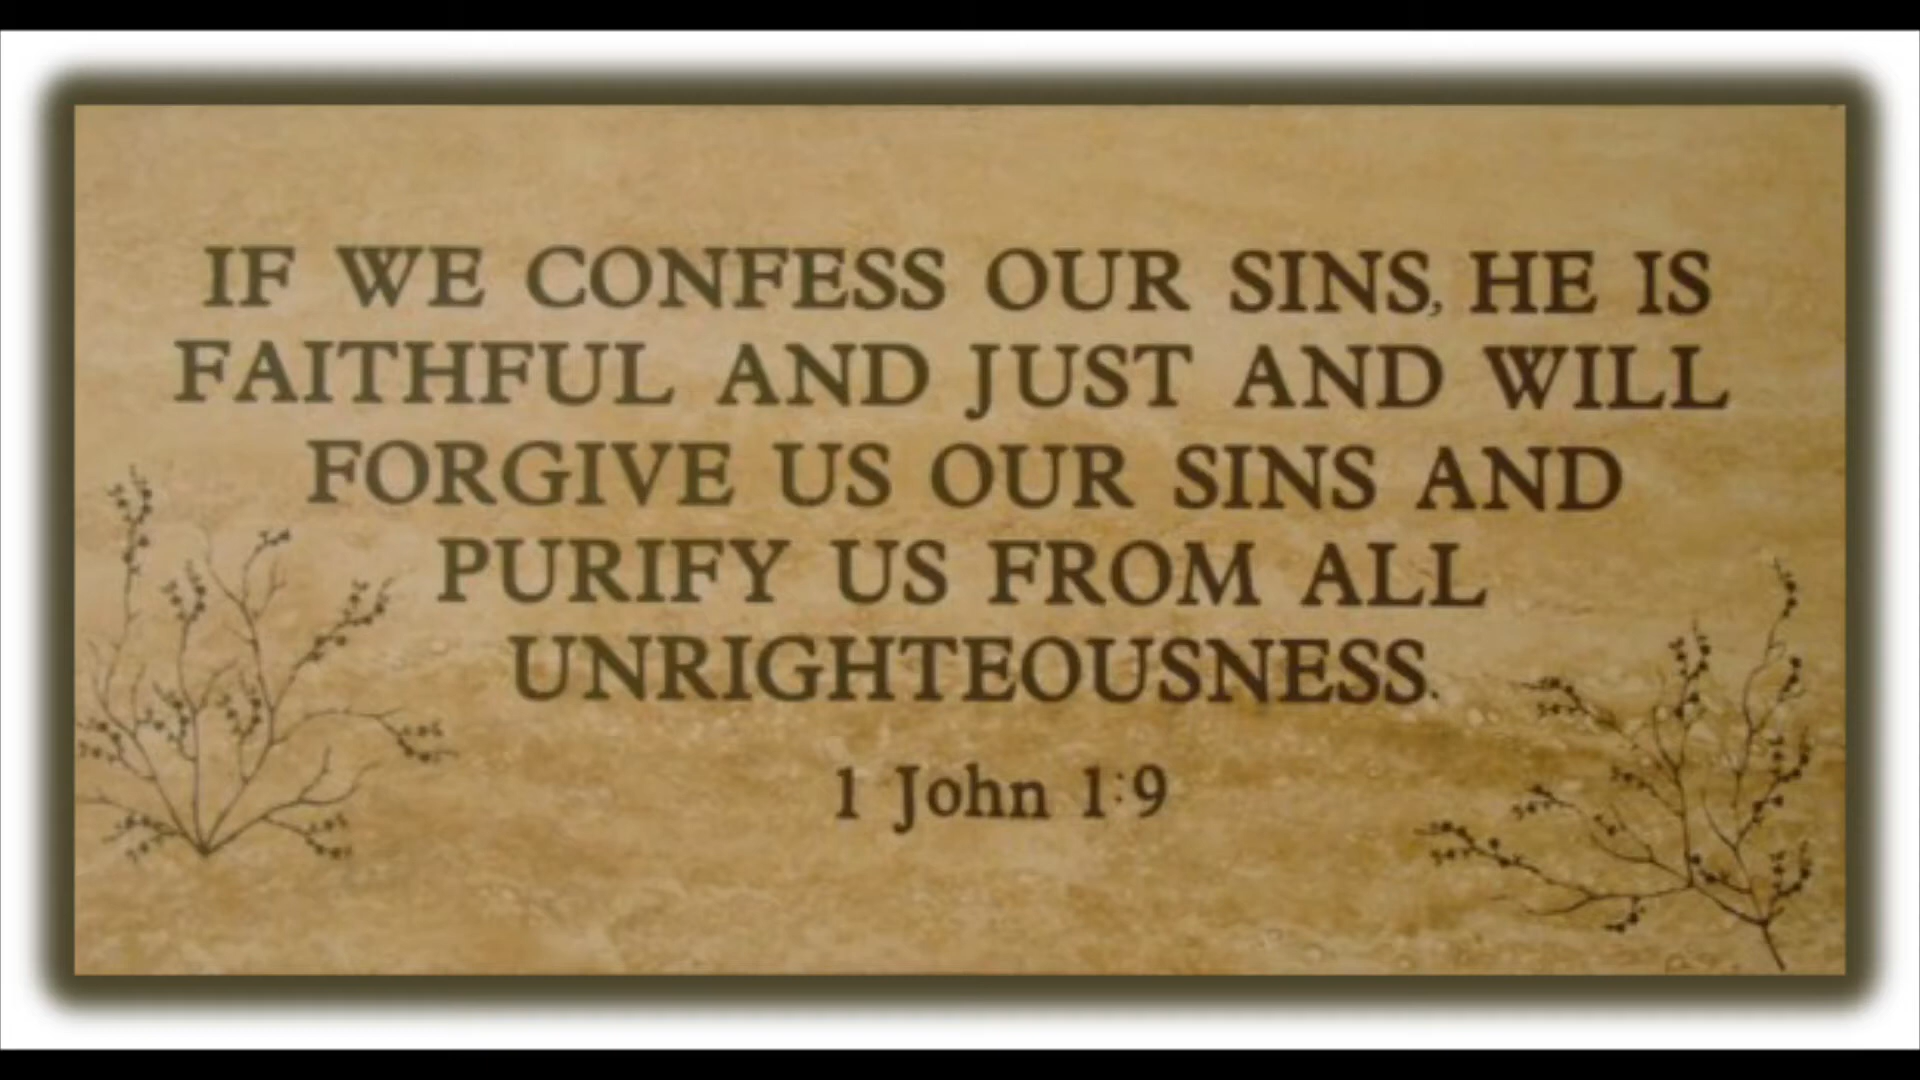 IF WE CONFESS OUR SINS, HE IS
FAITHFUL AND JUST AND WILL
FORGIVE US OUR SINS AND
PURIFY US FROM ALL
UNRIGHTEOUSNESS.
1 John 1:9